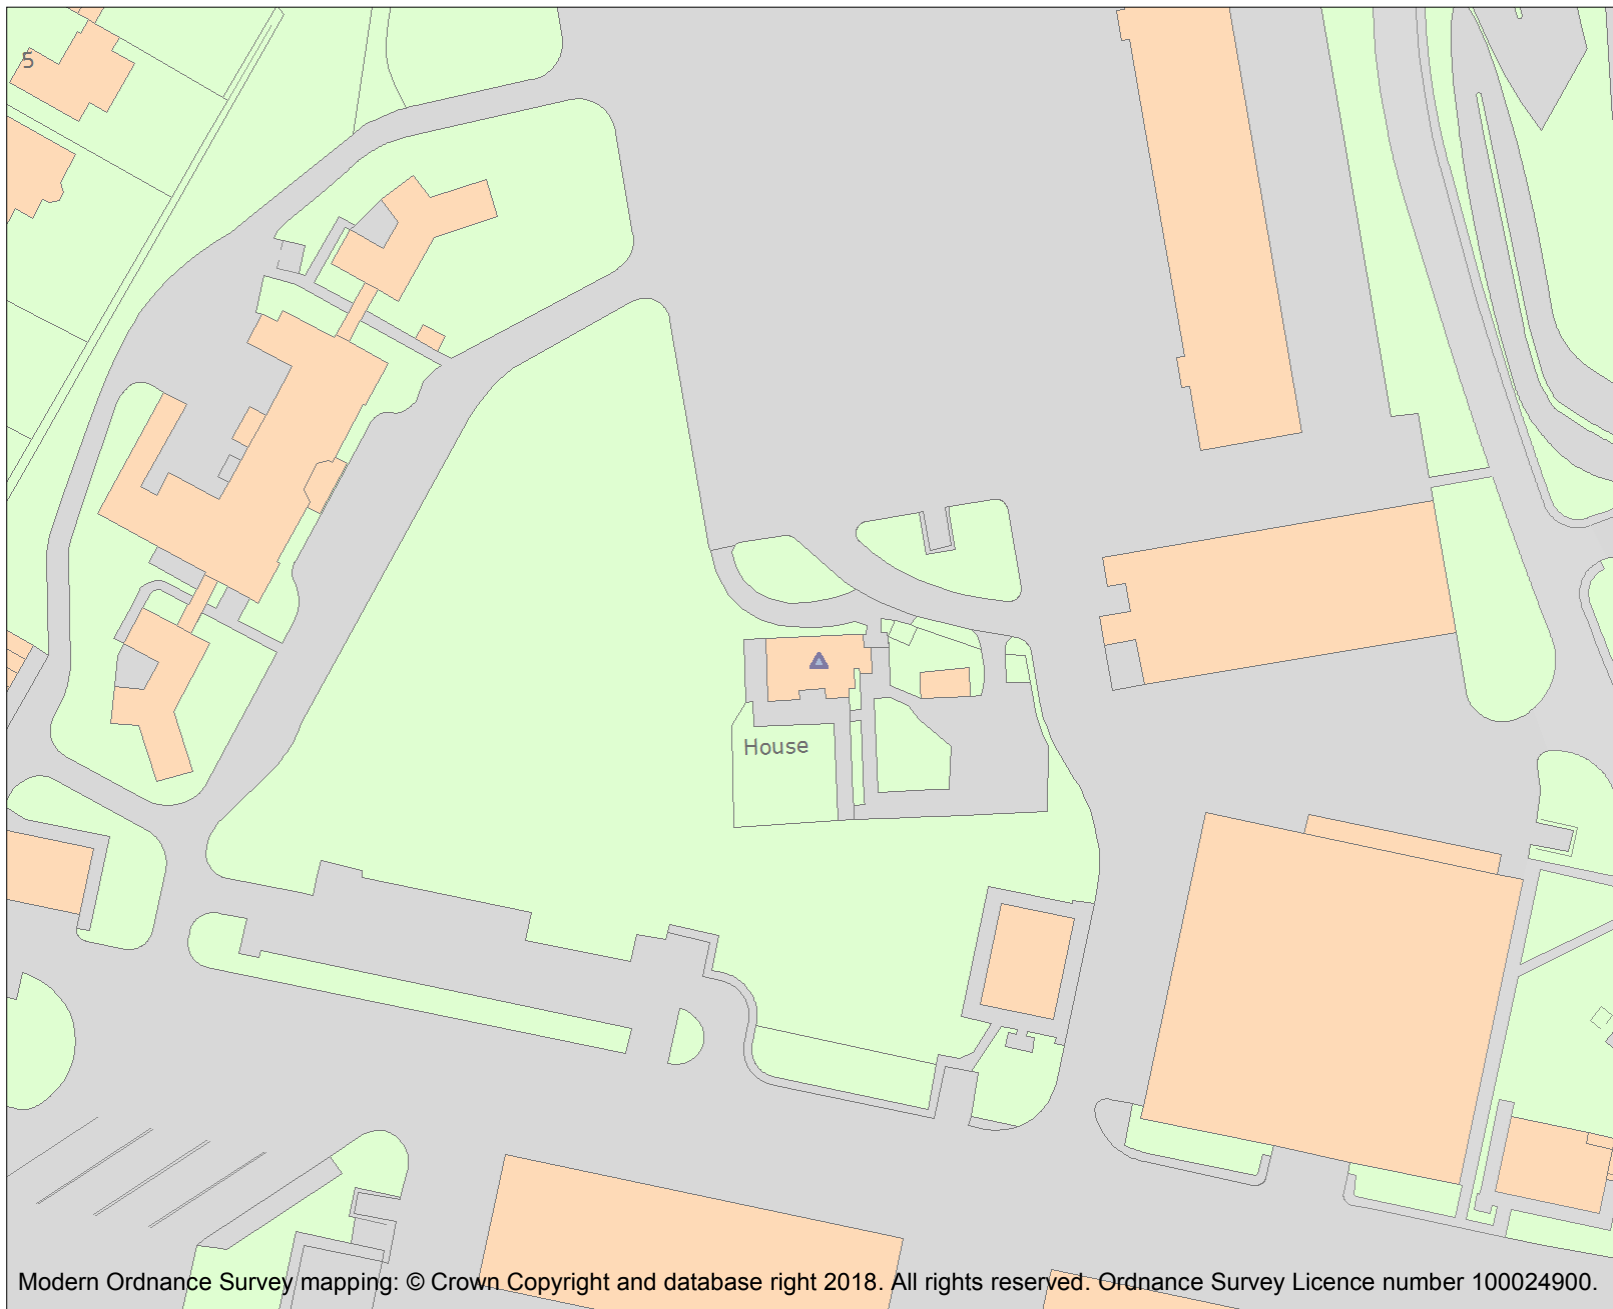 5
House
Modern Ordnance Survey mapping: © Crown Copyright and database right 2018. All rights reserved. Ordnance Survey Licence number 100024900.